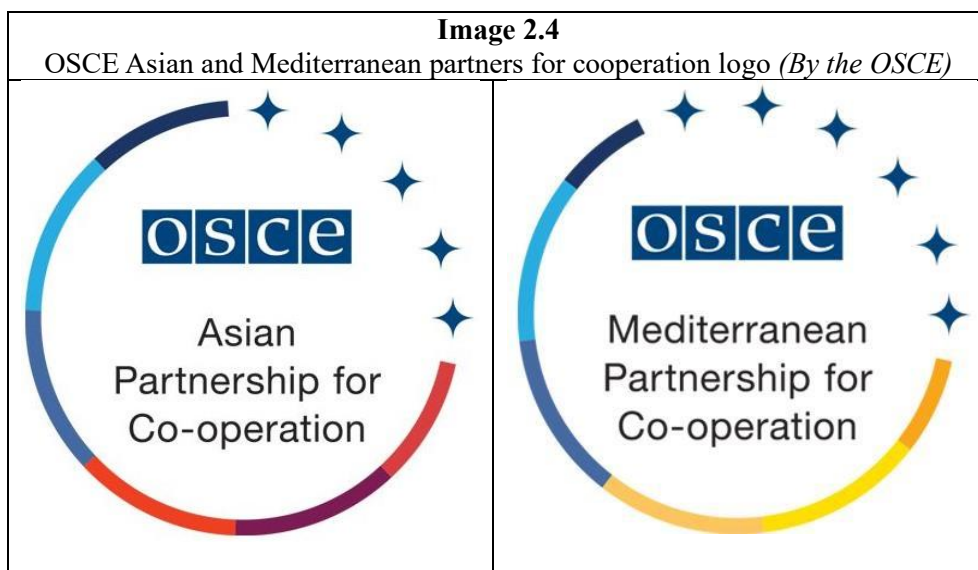 Image 2.4
OSCE Asian and Mediterranean partners for cooperation logo (By the OSCE)
osce
Asian
Partnership for
Co-operation
osce
Mediterranean
Partnership for
Co-operation